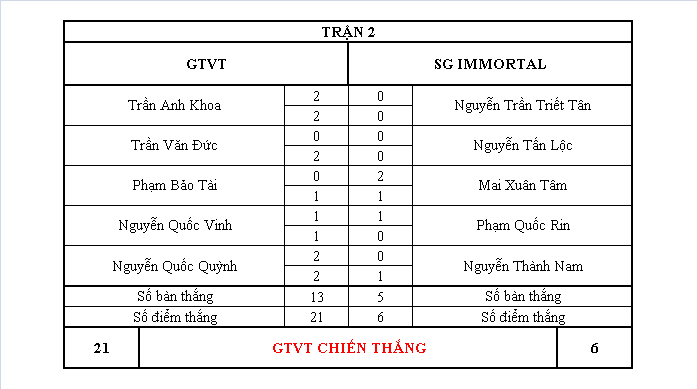 TRẬN 2
GTVT SG IMMORTAL
Trần Anh Khoa 2 0 Nguyễn Trần Triết Tân
2 0
Trần Văn Đức 0 0 Nguyễn Tấn Lộc
2 0
Phạm Bảo Tài 0 2 Mai Xuân Tâm
1 1
Nguyễn Quốc Vinh 1 1 Phạm Quốc Rin
1 0
Nguyễn Quốc Quỳnh 2 0 Nguyễn Thành Nam
2 1
Số bàn thắng 13 5 Số bàn thắng
Số điểm thắng 21 6 Số điểm thắng
21 GTVT CHIẾN THẮNG 6